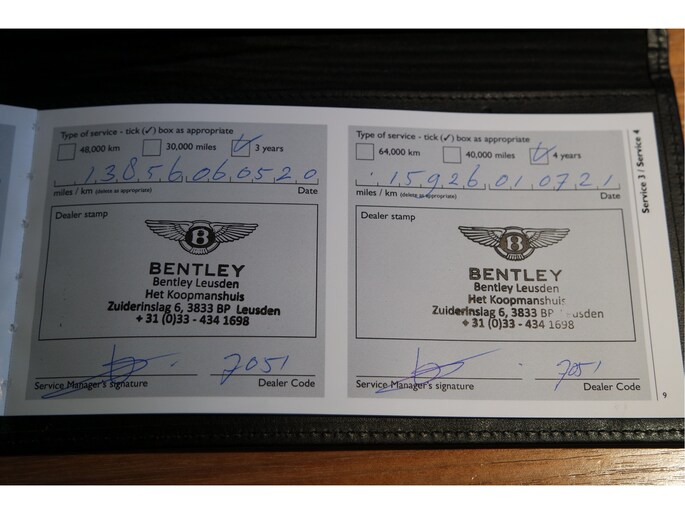 Type of service - tick (✓) box as appropriate
48,000 km 30,000 miles 3 years
13856 060520
miles / km (delete as appropriate) Date
Dealer stamp
B
BENTLEY
Bentley Leusden
Het Koopmanshuis
Zuiderinslag 6, 3833 BP Leusden
+ 31 (0)33 - 434 1698
7051
Service Manager's signature Dealer Code
Type of service - tick (✓) box as appropriate
64,000 km 40,000 miles 4 years
15926 010721
miles / km (delete as appropriate) Date
Dealer stamp
B
BENTLEY
Bentley Leusden
Het Koopmanshuis
Zuiderinslag 6, 3833 BP Leusden
+ 31 (0)33 - 434 1698
7051
Service Manager's signature Dealer Code
Service 3 / Service 4
9